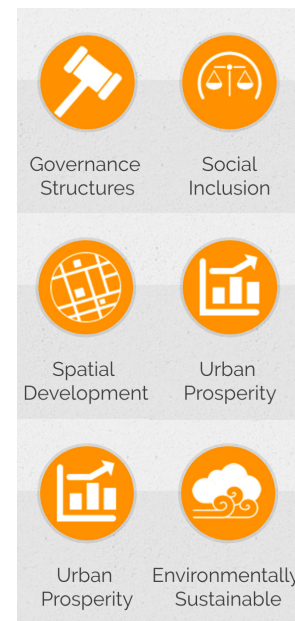 Governance
Structures
Social
Inclusion
Spatial
Development
Urban
Prosperity
Urban
Prosperity
Environmentally
Sustainable